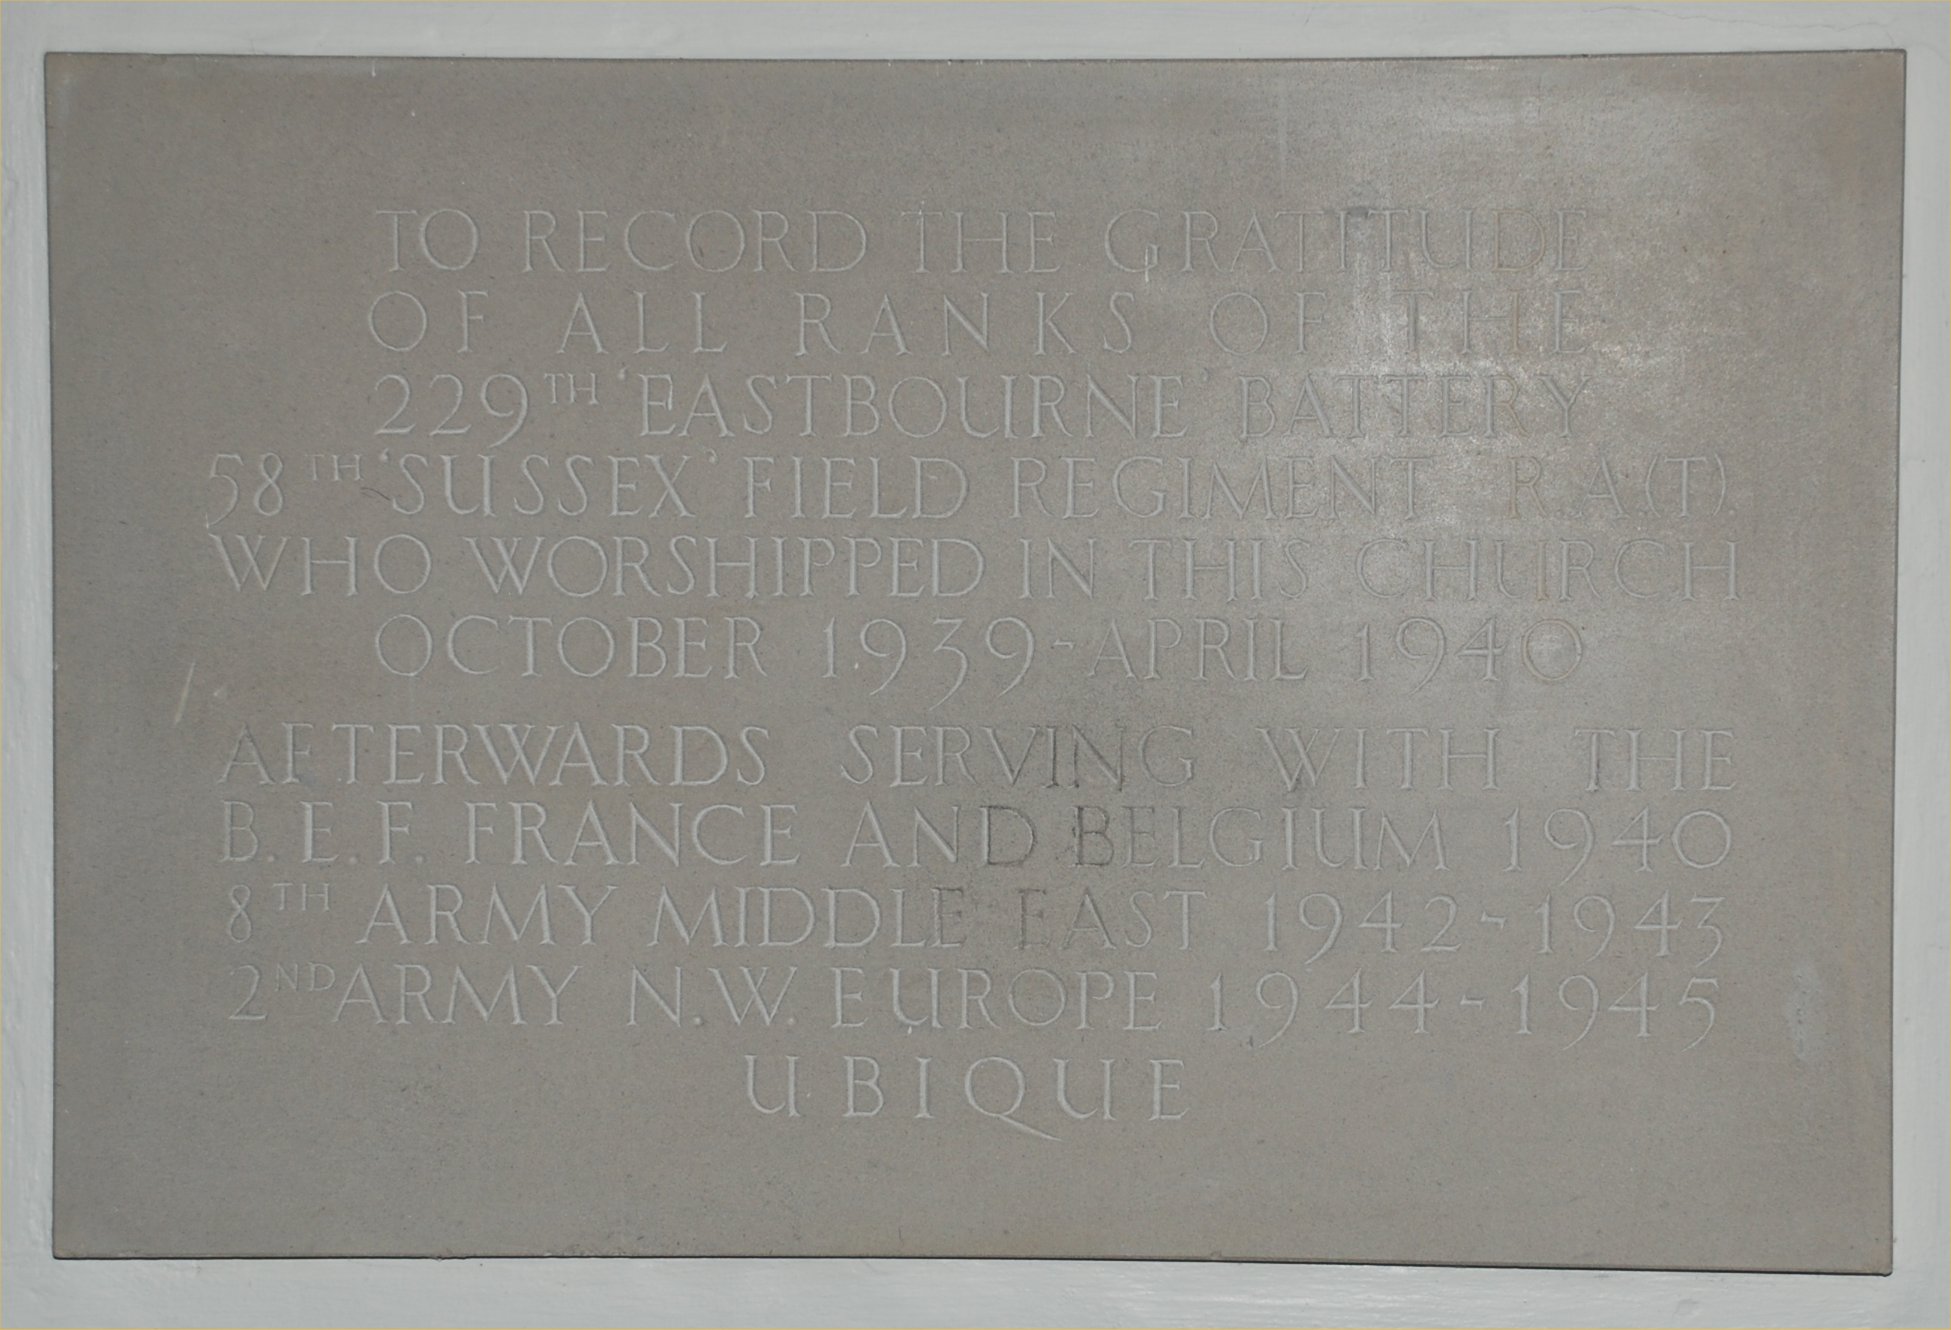 TO RECORD THE GRATITUDE
OF ALL RANKS OF THE
229TH 'EASTBOURNE' BATTERY
58TH 'SUSSEX' FIELD REGIMENT R.A.(T).
WHO WORSHIPPED IN THIS CHURCH
OCTOBER 1939-APRIL 1940
AFTERWARDS SERVING WITH THE
B.E.F. FRANCE AND BELGIUM 1940
8TH ARMY MIDDLE EAST 1942-1943
2ND ARMY N.W. EUROPE 1944-1945
UBIQUE